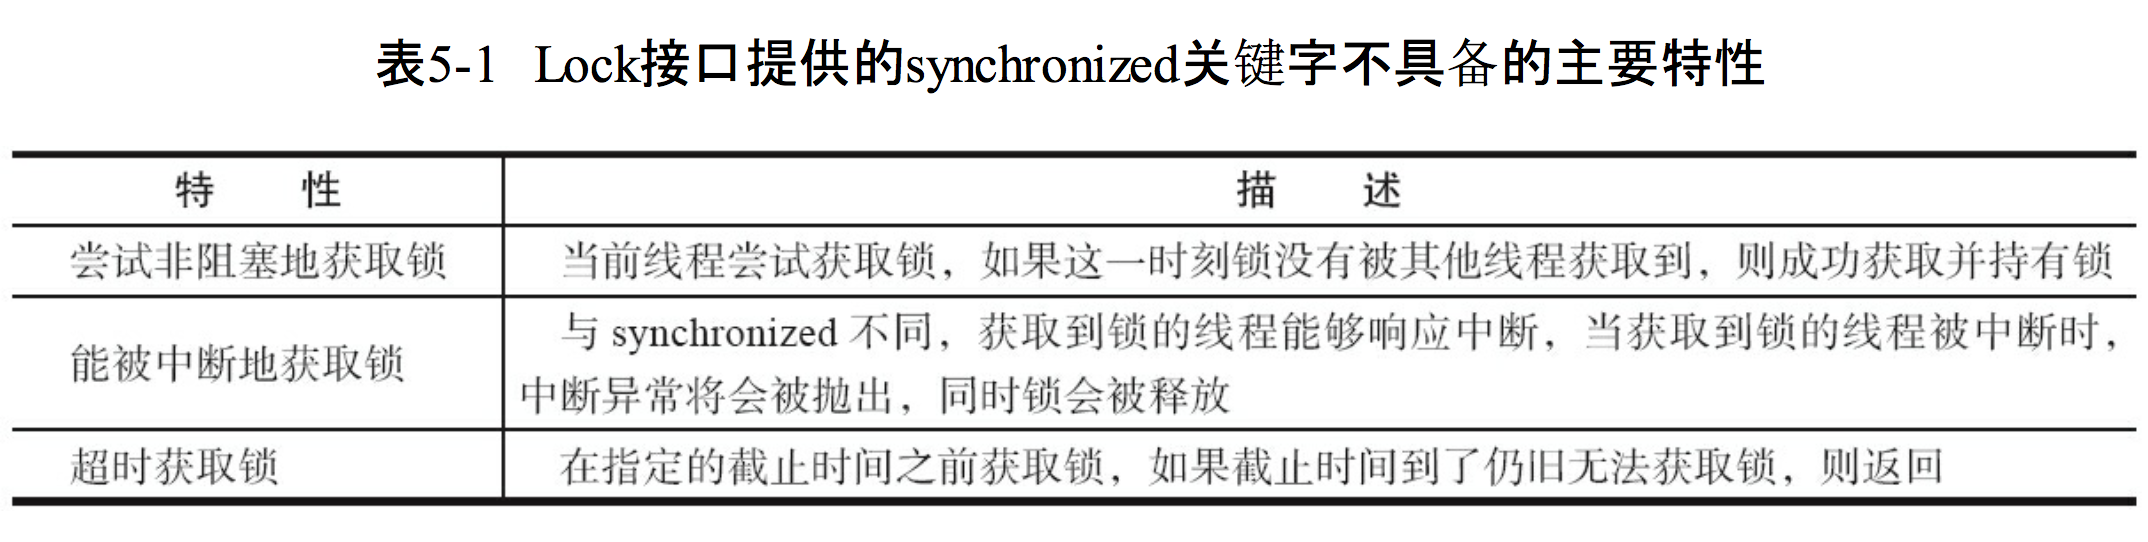 表5-1 Lock接口提供的synchronized关键字不具备的主要特性
特 性 描 述
尝试非阻塞地获取锁 当前线程尝试获取锁，如果这一时刻锁没有被其他线程获取到，则成功获取并持有锁
能被中断地获取锁 与 synchronized 不同，获取到锁的线程能够响应中断，当获取到锁的线程被中断时，
中断异常将会被抛出，同时锁会被释放
超时获取锁 在指定的截止时间之前获取锁，如果截止时间到了仍旧无法获取锁，则返回